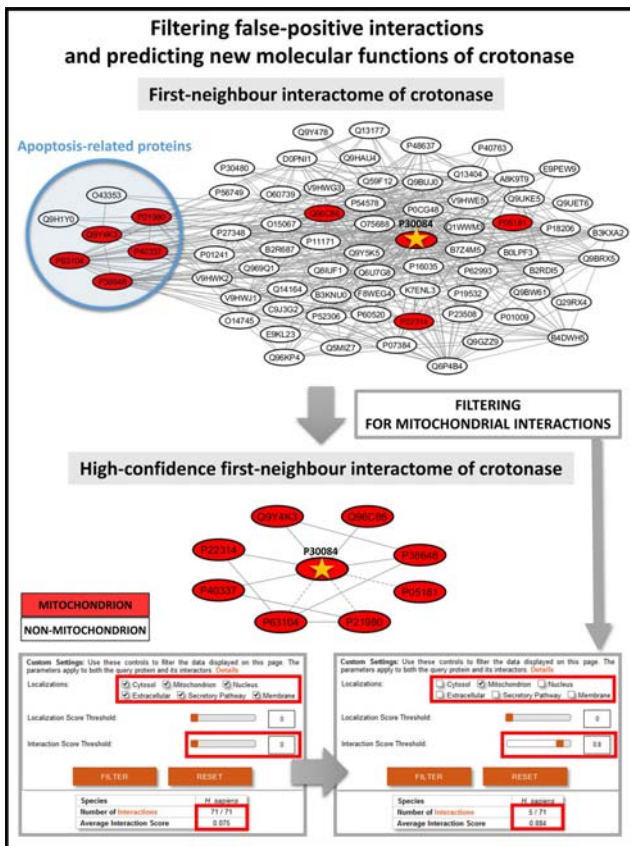 Filtering false-positive interactions
and predicting new molecular functions of crotonase
First-neighbour interactome of crotonase
Apoptosis-related proteins
Q9Y478
Q13177
P48637
P40763
D0PNI1
Q9HAU4
Q13404
A8K9T9
E9PEW9
P30480
Q59F12
Q9BUJ0
O43353
P56749
O60739
V9HWG3
P54578
P0CG48
V9HWE5
Q9UKE5
Q9UET6
Q9H1Y0
P21980
Q96C86
P30084
P05181
Q9Y4K3
P27348
O15067
O75688
Q1WWM3
P18206
B3KXA2
P63104
P40337
P01241
B2R687
P11171
Q9Y5K5
B7Z4M5
B0LPF3
Q9BRX5
P38646
V9HWK2
Q969Q1
Q8IUF1
Q6U7G8
P16035
P62993
B2RDI5
Q14164
B3KNU0
F8WEG4
K7ENL3
P19532
Q9BW61
V9HWJ1
C9J3G2
Q29RX4
O14745
P52306
P60520
P22314
P23508
P01009
E9KL23
B4DWH5
Q96KP4
Q5MIZ7
P07384
Q9GZZ9
Q6P4B4
FILTERING
FOR MITOCHONDRIAL INTERACTIONS
High-confidence first-neighbour interactome of crotonase
Q9Y4K3
Q96C86
P22314
P30084
P38646
P40337
P05181
P63104
P21980
MITOCHONDRION
NON-MITOCHONDRION
Custom Settings: Use these controls to filter the data displayed on this page. The
parameters apply to both the query protein and its interactors. Details
Localizations:
Cytosol Mitochondrion Nucleus
Extracellular Secretory Pathway Membrane
Localization Score Threshold: 0
Interaction Score Threshold: 0
FILTER RESET
Species H. sapiens
Number of Interactions 71 / 71
Average Interaction Score 0.075
Custom Settings: Use these controls to filter the data displayed on this page. The
parameters apply to both the query protein and its interactors. Details
Localizations:
Cytosol Mitochondrion Nucleus
Extracellular Secretory Pathway Membrane
Localization Score Threshold: 0
Interaction Score Threshold: 0.8
FILTER RESET
Species H. sapiens
Number of Interactions 5 / 71
Average Interaction Score 0.884